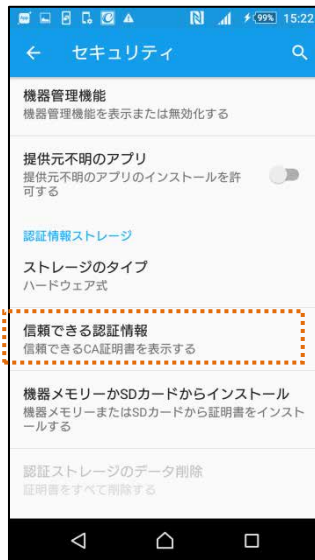 99% 15:22
セキュリティ
機器管理機能
機器管理機能を表示または無効化する
提供元不明のアプリ
提供元不明のアプリのインストールを許
可する
認証情報ストレージ
ストレージのタイプ
ハードウェア式
信頼できる認証情報
信頼できるCA証明書を表示する
機器メモリーかSDカードからインストール
機器メモリーまたはSDカードから証明書をインスト
ールする
認証ストレージのデータ削除
証明書をすべて削除する